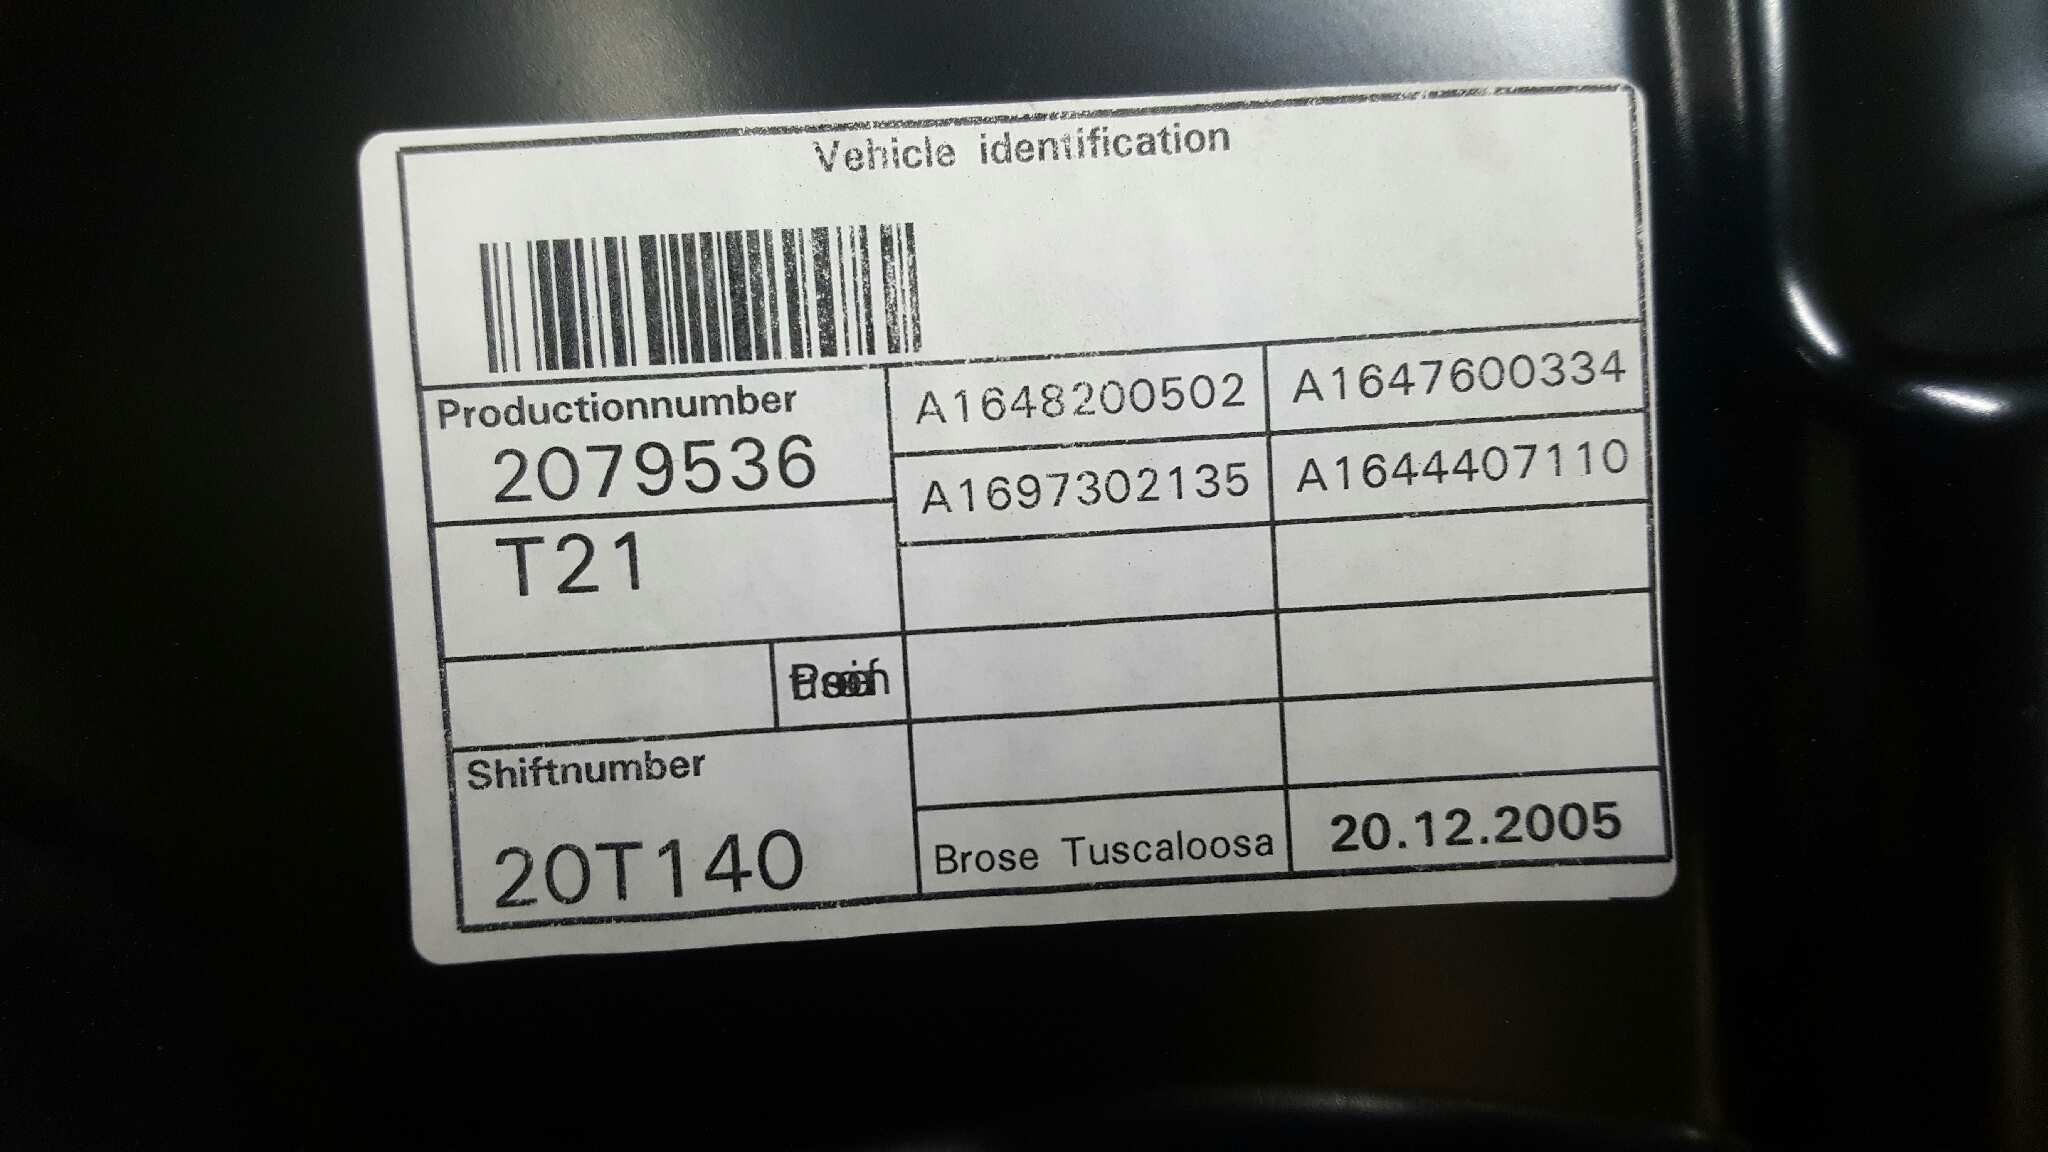 Vehicle identification
Productionnumber
2079536
T21
Shiftnumber
20T140
A1648200502 A1647600334
A1697302135 A1644407110
Brose Tuscaloosa 20.12.2005